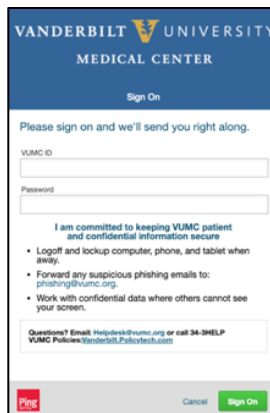 VANDERBILT V UNIVERSITY
MEDICAL CENTER
Sign On
Please sign on and we'll send you right along.
VUMC ID
Password
I am committed to keeping VUMC patient
and confidential information secure
• Logoff and lockup computer, phone, and tablet when
away.
• Forward any suspicious phishing emails to:
phishing@vumc.org.
• Work with confidential data where others cannot see
your screen.
Questions? Email: Helpdesk@vumc.org or call 34-3HELP
VUMC Policies:Vanderbilt.Policytech.com
Ping
Cancel Sign On